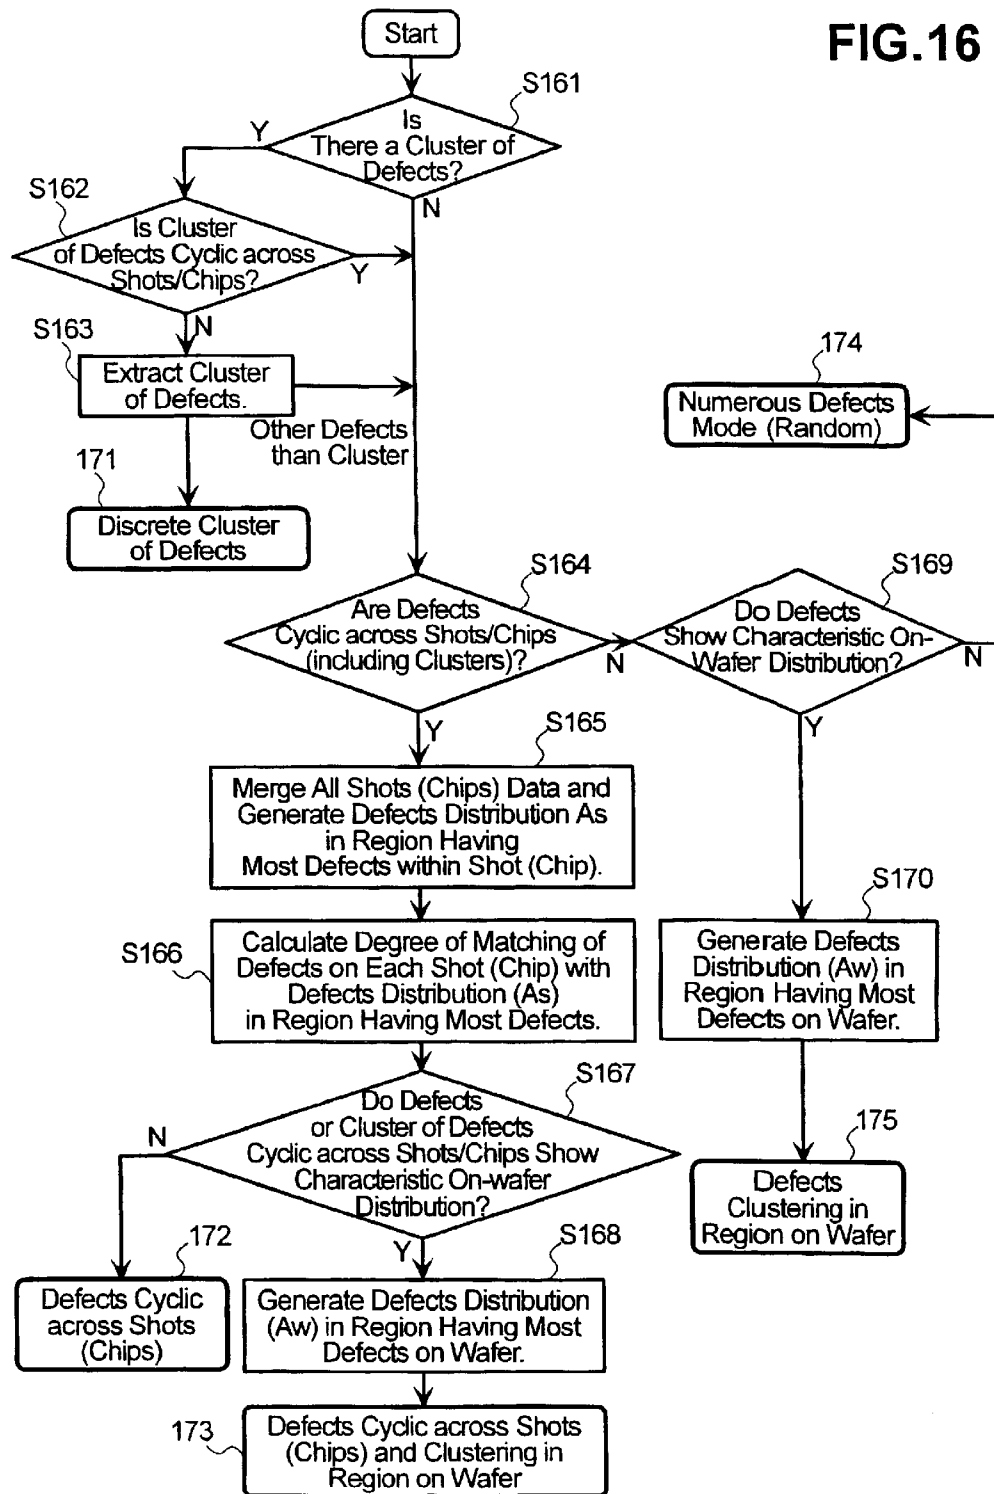 FIG.16
Start
S161
Is
There a Cluster of
Defects?
Y
N
S162
Is Cluster
of Defects Cyclic across
Shots/Chips?
Y
N
S163
Extract Cluster
of Defects.
Other Defects
than Cluster
171
Discrete Cluster
of Defects
174
Numerous Defects
Mode (Random)
S164
Are Defects
Cyclic across Shots/Chips
(including Clusters)?
N
Y
S169
Do Defects
Show Characteristic On-
Wafer Distribution?
N
Y
S165
Merge All Shots (Chips) Data and
Generate Defects Distribution As
in Region Having
Most Defects within Shot (Chip).
S166
Calculate Degree of Matching of
Defects on Each Shot (Chip) with
Defects Distribution (As)
in Region Having Most Defects.
S170
Generate Defects
Distribution (Aw) in
Region Having Most
Defects on Wafer.
S167
Do Defects
or Cluster of Defects
Cyclic across Shots/Chips Show
Characteristic On-wafer
Distribution?
N
Y
175
Defects
Clustering in
Region on Wafer
172
Defects Cyclic
across Shots
(Chips)
S168
Generate Defects Distribution
(Aw) in Region Having Most
Defects on Wafer.
173
Defects Cyclic across Shots
(Chips) and Clustering in
Region on Wafer